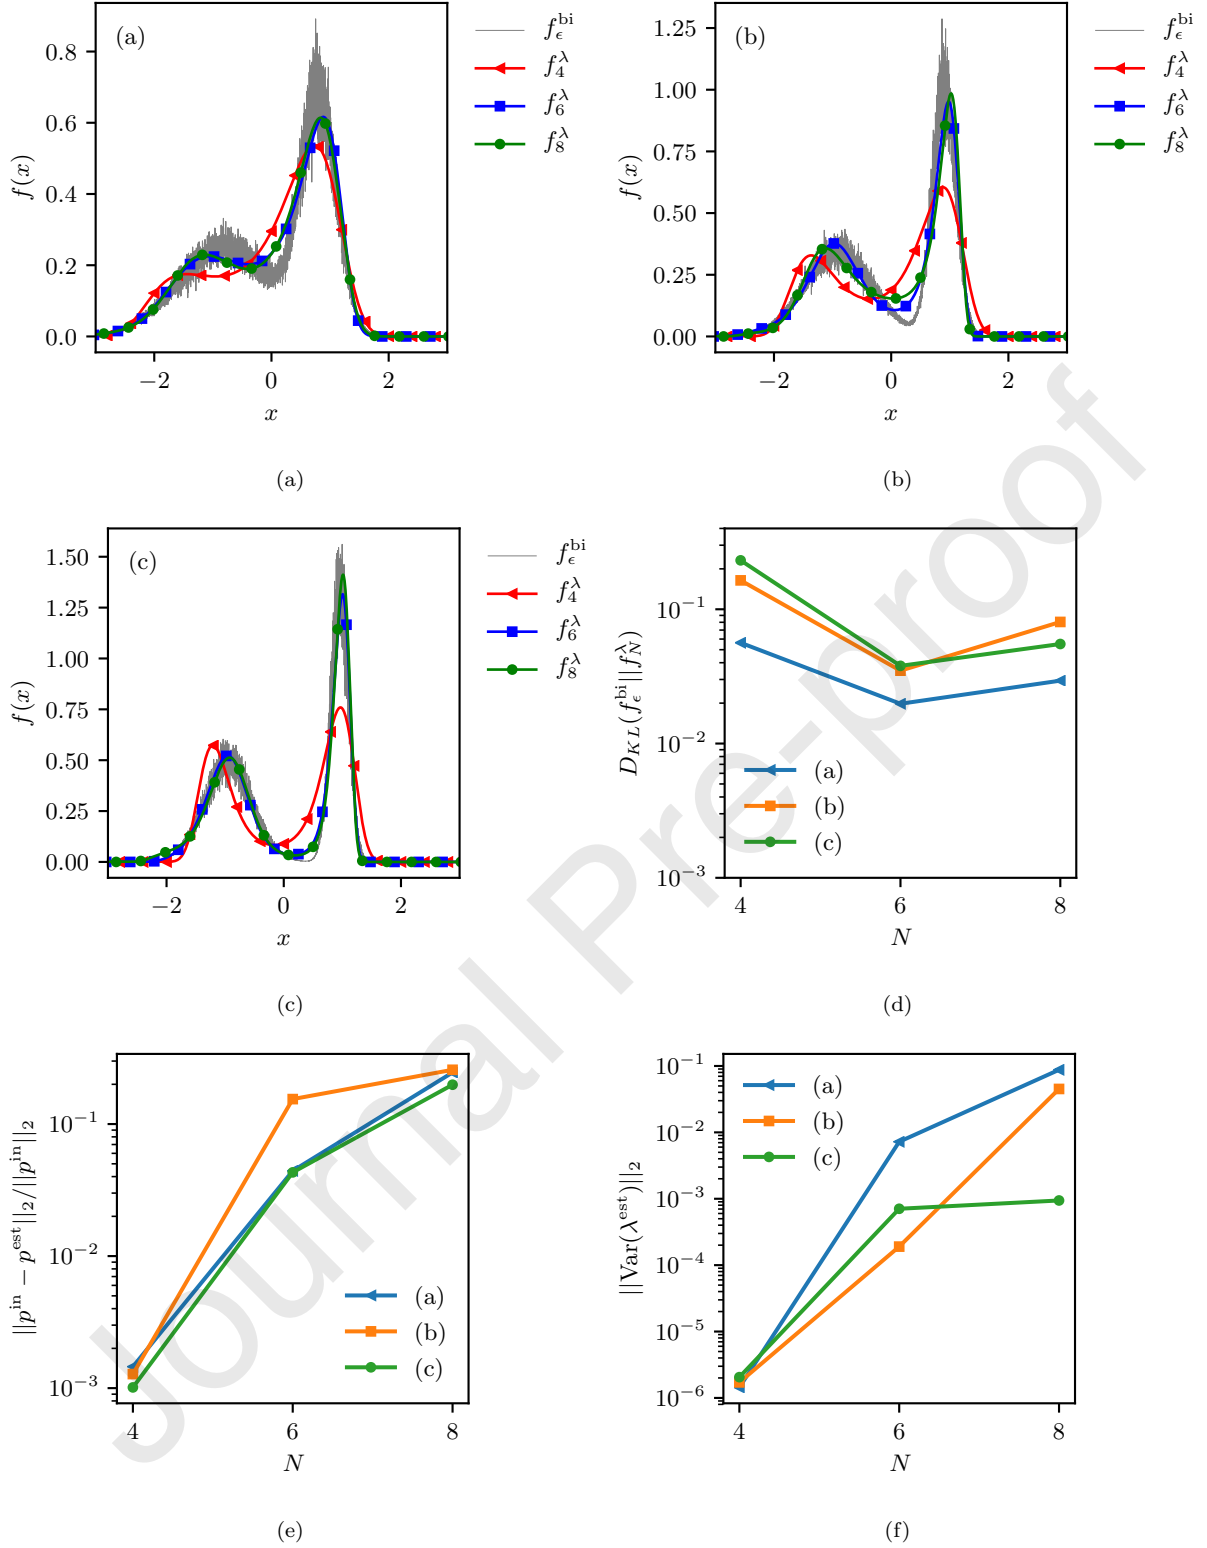 (a)
f_ϵ^bi
f_4^λ
f_6^λ
f_8^λ
0.8
0.6
0.4
0.2
0.0
f(x)
−2 0 2
x
(a)
(b)
f_ϵ^bi
f_4^λ
f_6^λ
f_8^λ
1.25
1.00
0.75
0.50
0.25
0.00
f(x)
−2 0 2
x
(b)
(c)
f_ϵ^bi
f_4^λ
f_6^λ
f_8^λ
1.50
1.25
1.00
0.75
0.50
0.25
0.00
f(x)
−2 0 2
x
(c)
10^−1
10^−2
10^−3
D_KL(f_ϵ^bi||f_N^λ)
(a)
(b)
(c)
4 6 8
N
(d)
10^−1
10^−2
10^−3
||p^in − p^est||_2/||p^in||_2
(a)
(b)
(c)
4 6 8
N
(e)
10^−1
10^−2
10^−3
10^−4
10^−5
10^−6
||Var(λ^est)||_2
(a)
(b)
(c)
4 6 8
N
(f)
Journal Pre-proof